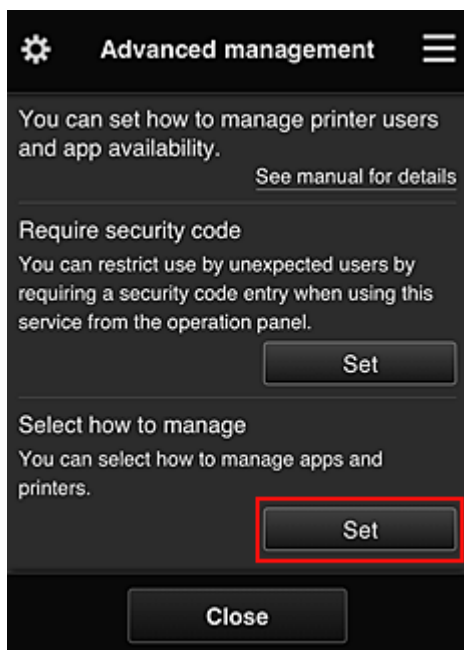 Advanced management
You can set how to manage printer users
and app availability.
See manual for details
Require security code
You can restrict use by unexpected users by
requiring a security code entry when using this
service from the operation panel.
Set
Select how to manage
You can select how to manage apps and
printers.
Set
Close